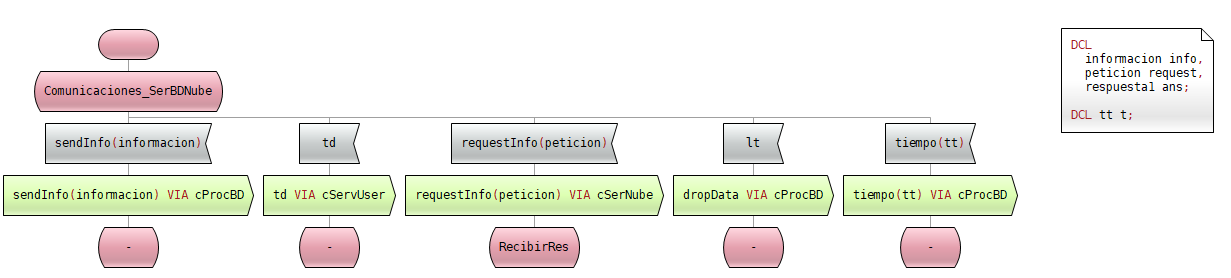 DCL
informacion info,
peticion request,
respuesta1 ans;
DCL tt t;
Comunicaciones_SerBDNube
sendInfo(informacion)
td
requestInfo(peticion)
lt
tiempo(tt)
sendInfo(informacion) VIA cProcBD
td VIA cServUser
requestInfo(peticion) VIA cSerNube
dropData VIA cProcBD
tiempo(tt) VIA cProcBD
-
-
RecibirRes
-
-